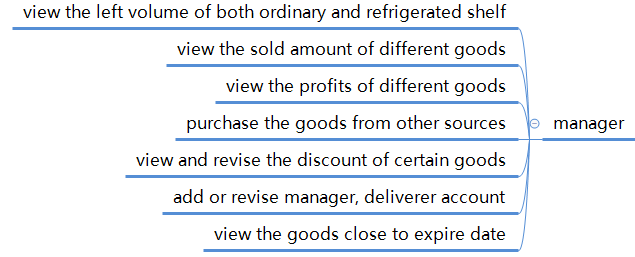 view the left volume of both ordinary and refrigerated shelf
view the sold amount of different goods
view the profits of different goods
purchase the goods from other sources
manager
view and revise the discount of certain goods
add or revise manager, deliverer account
view the goods close to expire date